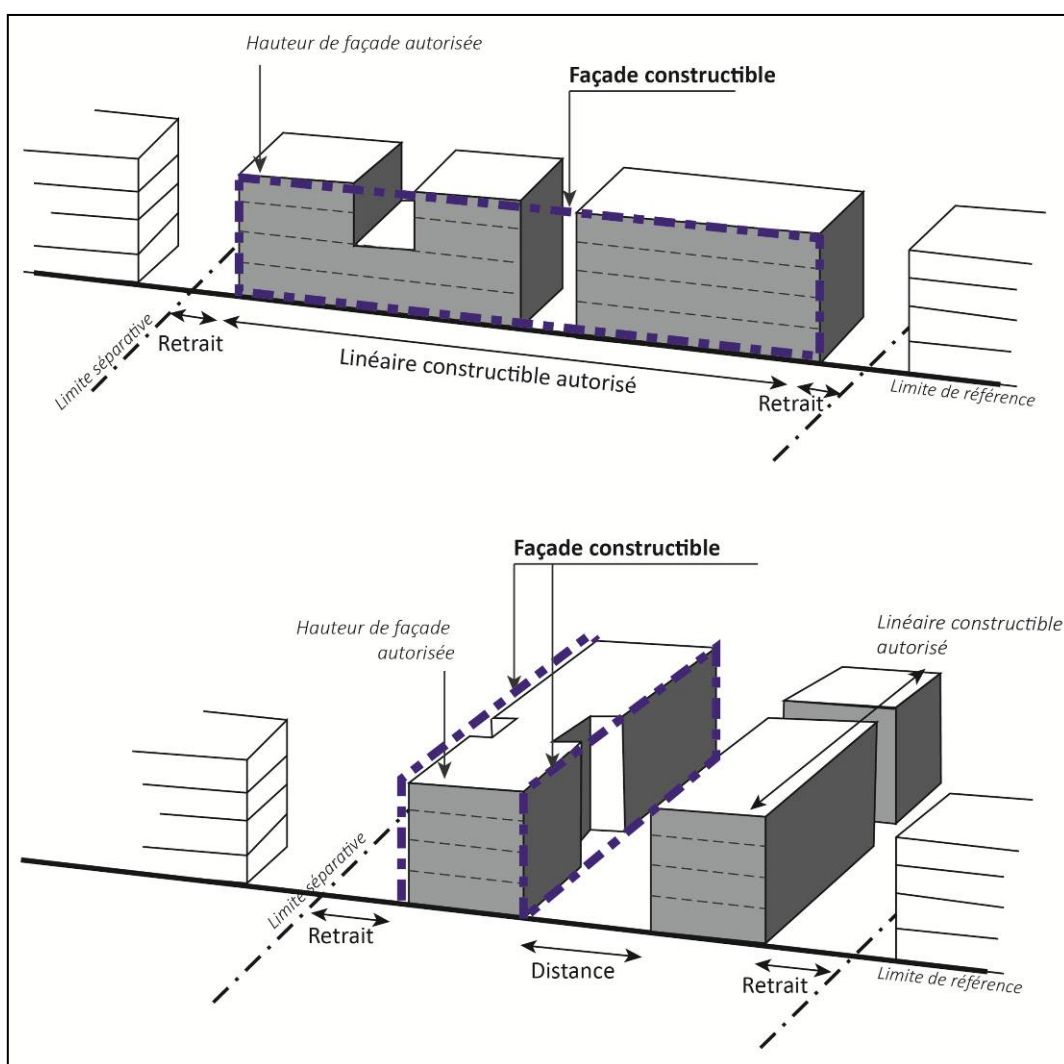 Hauteur de façade autorisée
Façade constructible
Limite séparative
Retrait
Linéaire constructible autorisé
Retrait
Limite de référence
Façade constructible
Hauteur de façade
autorisée
Linéaire constructible
autorisé
Limite séparative
Retrait
Distance
Retrait
Limite de référence